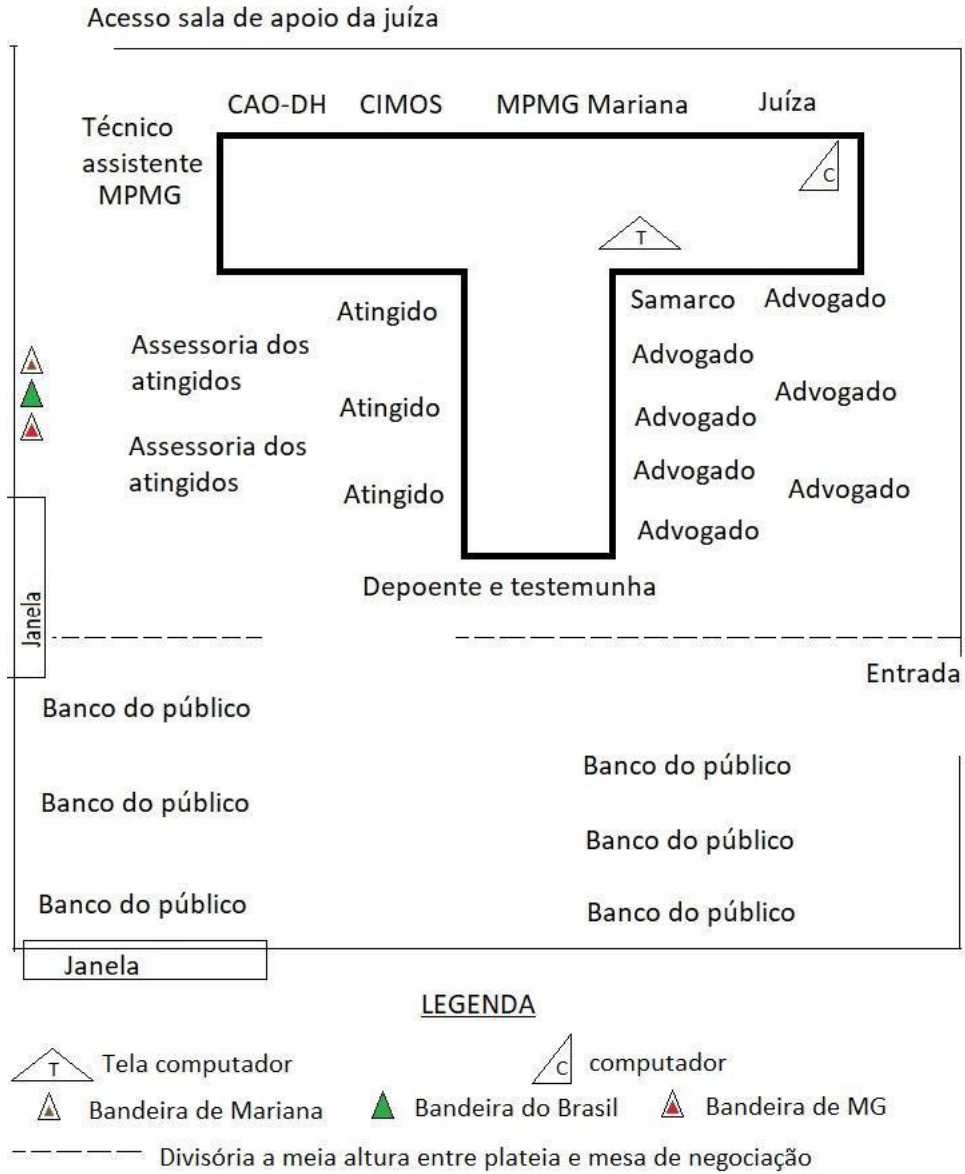 Acesso sala de apoio da juíza
CAO-DH CIMOS MPMG Mariana Juíza
Técnico
assistente
MPMG
C
T
Samarco Advogado
Atingido
Assessoria dos
atingidos
Advogado
Advogado
Atingido
Advogado
Assessoria dos
atingidos
Advogado
Atingido
Advogado
Advogado
Depoente e testemunha
Janela
Entrada
Banco do público
Banco do público
Banco do público
Banco do público
Banco do público
Banco do público
Janela
LEGENDA
T Tela computador C computador
Bandeira de Mariana Bandeira do Brasil Bandeira de MG
Divisória a meia altura entre plateia e mesa de negociação